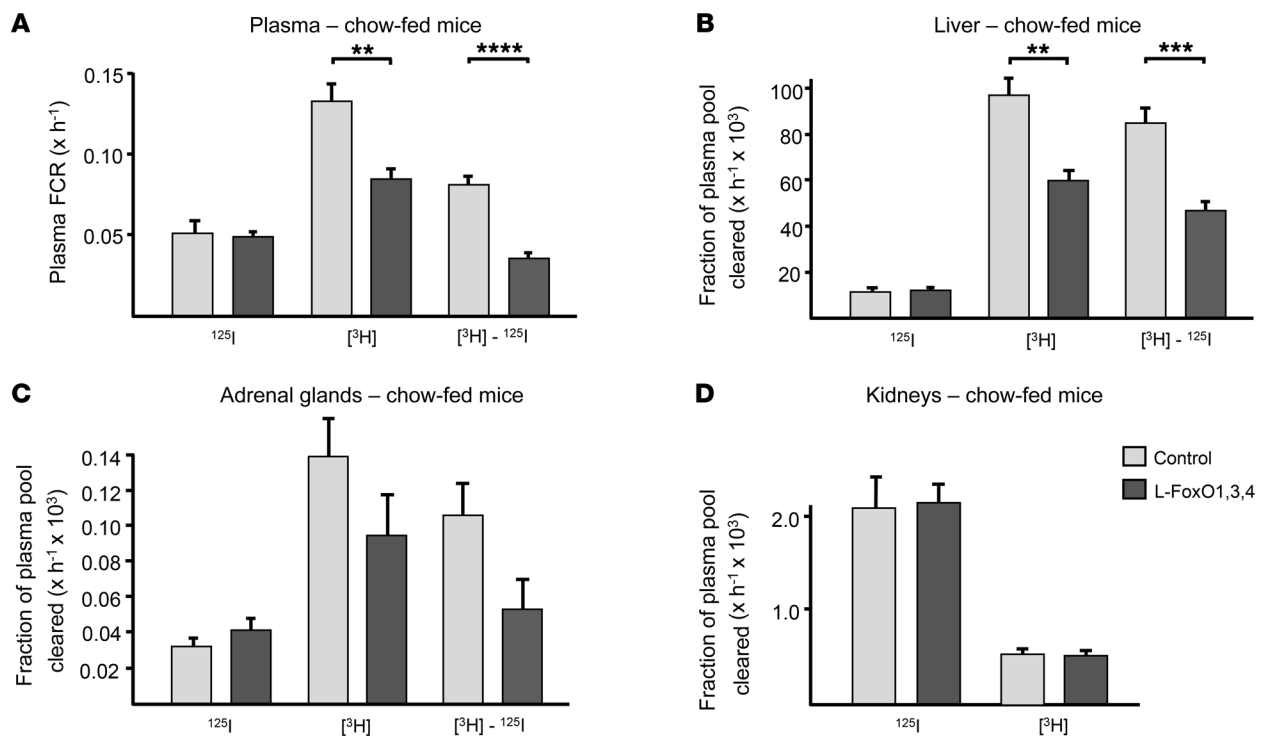 A
Plasma – chow-fed mice
Plasma FCR (x h⁻¹)
0.15
0.10
0.05
**
****
¹²⁵I
[³H]
[³H] - ¹²⁵I
B
Liver – chow-fed mice
Fraction of plasma pool
cleared (x h⁻¹ x 10³)
100
80
60
40
20
**
***
¹²⁵I
[³H]
[³H] - ¹²⁵I
C
Adrenal glands – chow-fed mice
Fraction of plasma pool
cleared (x h⁻¹ x 10³)
0.14
0.12
0.10
0.08
0.06
0.04
0.02
¹²⁵I
[³H]
[³H] - ¹²⁵I
D
Kidneys – chow-fed mice
Fraction of plasma pool
cleared (x h⁻¹ x 10³)
2.0
1.0
¹²⁵I
[³H]
Control
L-FoxO1,3,4